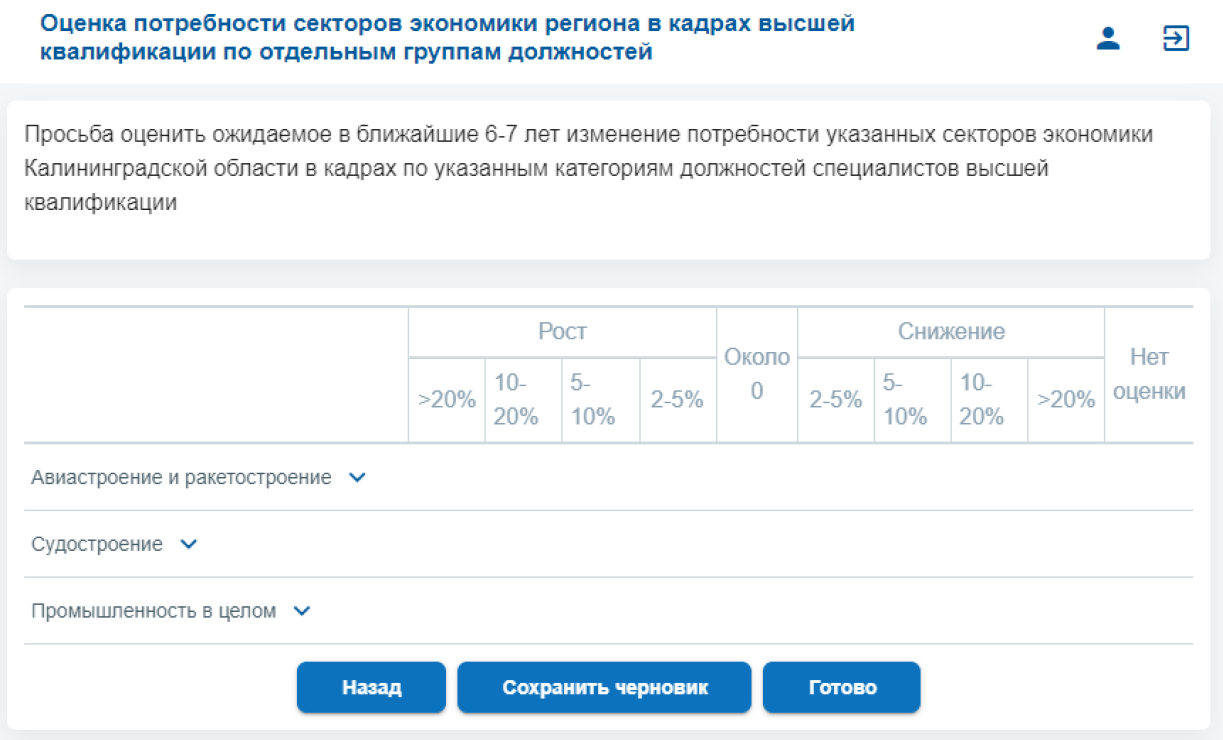 Оценка потребности секторов экономики региона в кадрах высшей
квалификации по отдельным группам должностей
Просьба оценить ожидаемое в ближайшие 6-7 лет изменение потребности указанных секторов экономики
Калининградской области в кадрах по указанным категориям должностей специалистов высшей
квалификации
Рост
Около
0
Снижение
Нет
оценки
>20%
10-
20%
5-
10%
2-5%
2-5%
5-
10%
10-
20%
>20%
Авиастроение и ракетостроение
Судостроение
Промышленность в целом
Назад
Сохранить черновик
Готово